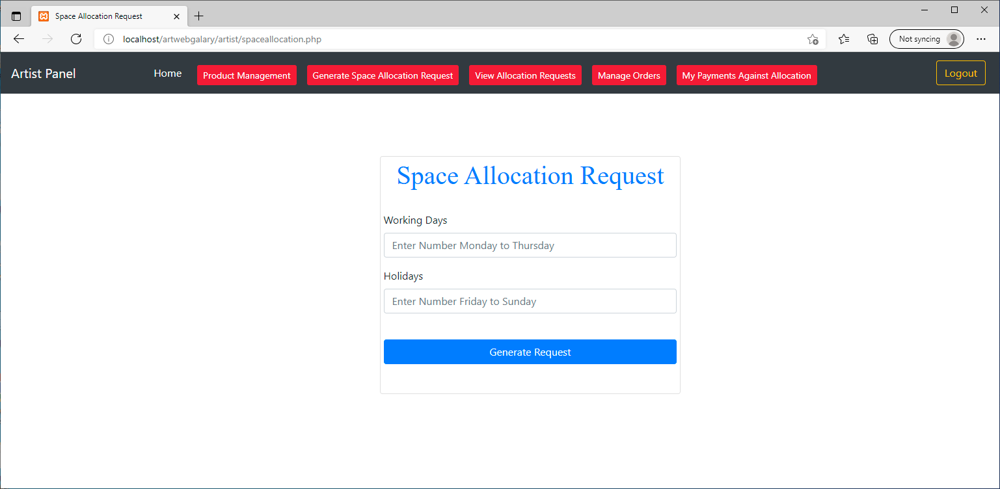 Space Allocation Request
localhost/artwebgalary/artist/spaceallocation.php
Not syncing
Artist Panel Home Product Management Generate Space Allocation Request View Allocation Requests Manage Orders My Payments Against Allocation Logout
Space Allocation Request
Working Days
Enter Number Monday to Thursday
Holidays
Enter Number Friday to Sunday
Generate Request